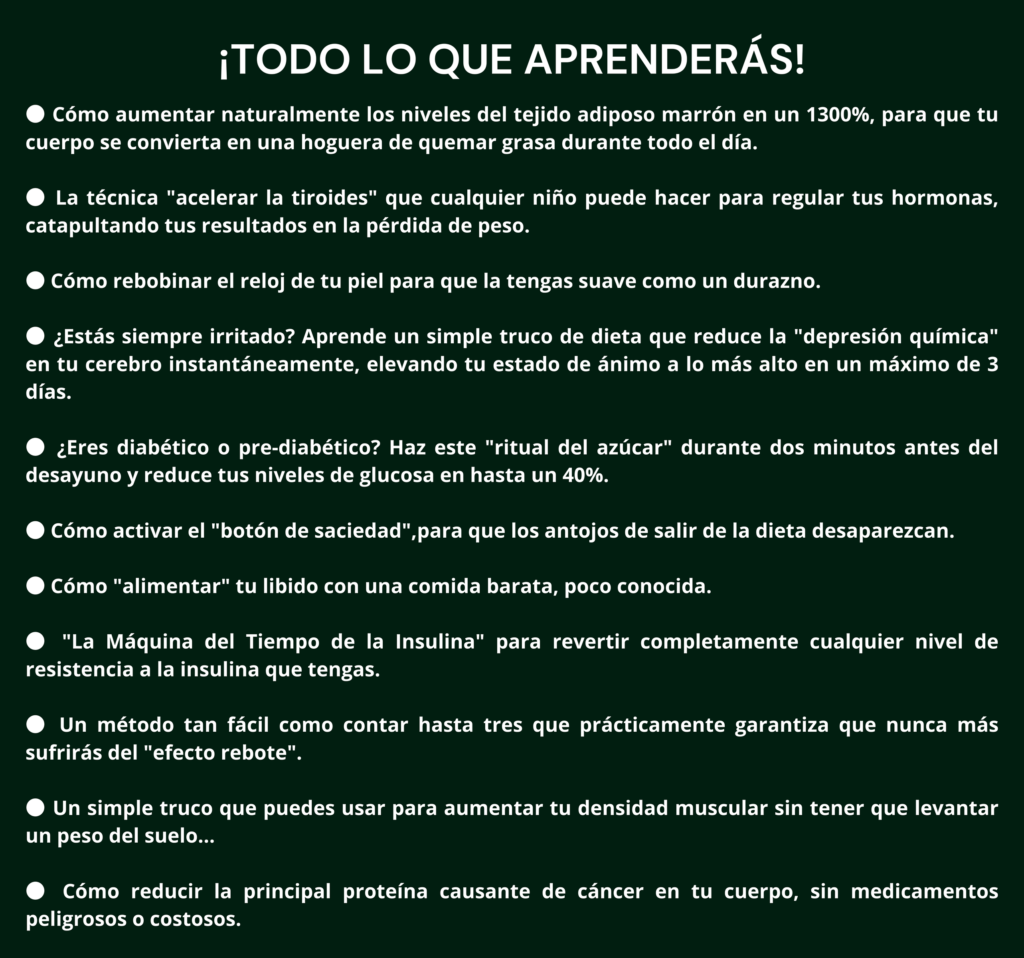 ¡TODO LO QUE APRENDERÁS!
● Cómo aumentar naturalmente los niveles del tejido adiposo marrón en un 1300%, para que tu
cuerpo se convierta en una hoguera de quemar grasa durante todo el día.
● La técnica "acelerar la tiroides" que cualquier niño puede hacer para regular tus hormonas,
catapultando tus resultados en la pérdida de peso.
● Cómo rebobinar el reloj de tu piel para que la tengas suave como un durazno.
● ¿Estás siempre irritado? Aprende un simple truco de dieta que reduce la "depresión química"
en tu cerebro instantáneamente, elevando tu estado de ánimo a lo más alto en un máximo de 3
días.
● ¿Eres diabético o pre-diabético? Haz este "ritual del azúcar" durante dos minutos antes del
desayuno y reduce tus niveles de glucosa en hasta un 40%.
● Cómo activar el "botón de saciedad",para que los antojos de salir de la dieta desaparezcan.
● Cómo "alimentar" tu libido con una comida barata, poco conocida.
● "La Máquina del Tiempo de la Insulina" para revertir completamente cualquier nivel de
resistencia a la insulina que tengas.
● Un método tan fácil como contar hasta tres que prácticamente garantiza que nunca más
sufrirás del "efecto rebote".
● Un simple truco que puedes usar para aumentar tu densidad muscular sin tener que levantar
un peso del suelo...
● Cómo reducir la principal proteína causante de cáncer en tu cuerpo, sin medicamentos
peligrosos o costosos.